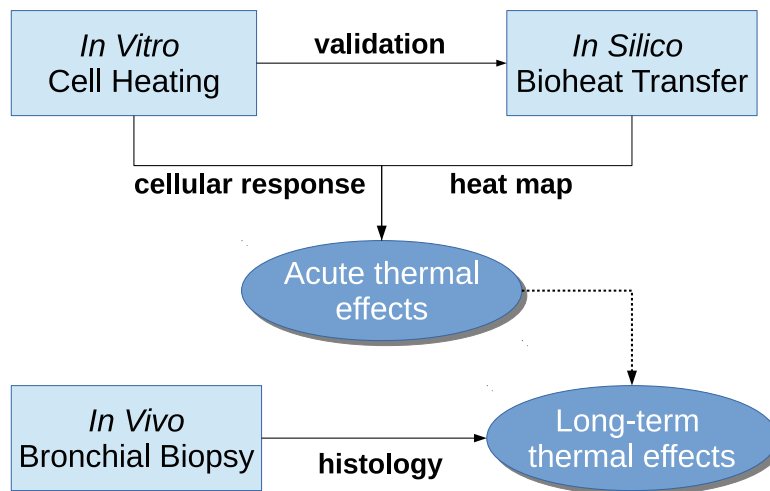 In Vitro
Cell Heating
validation
In Silico
Bioheat Transfer
cellular response
heat map
Acute thermal
effects
In Vivo
Bronchial Biopsy
histology
Long-term
thermal effects